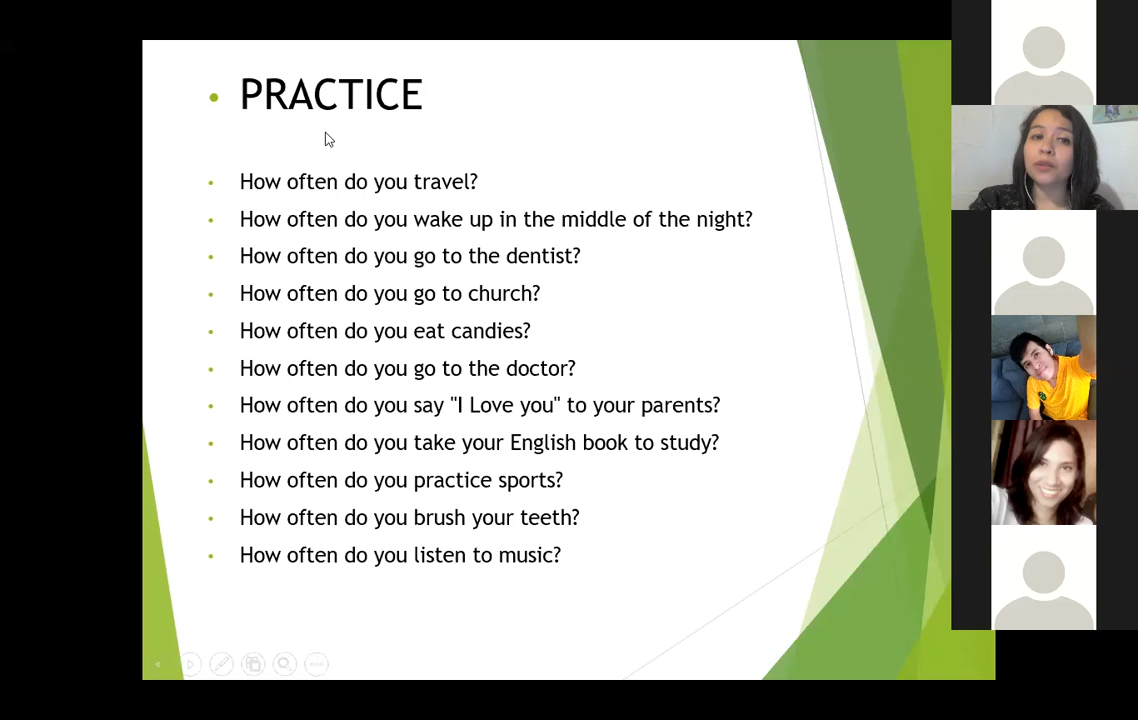 PRACTICE
How often do you travel?
How often do you wake up in the middle of the night?
How often do you go to the dentist?
How often do you go to church?
How often do you eat candies?
How often do you go to the doctor?
How often do you say "I Love you" to your parents?
How often do you take your English book to study?
How often do you practice sports?
How often do you brush your teeth?
How often do you listen to music?